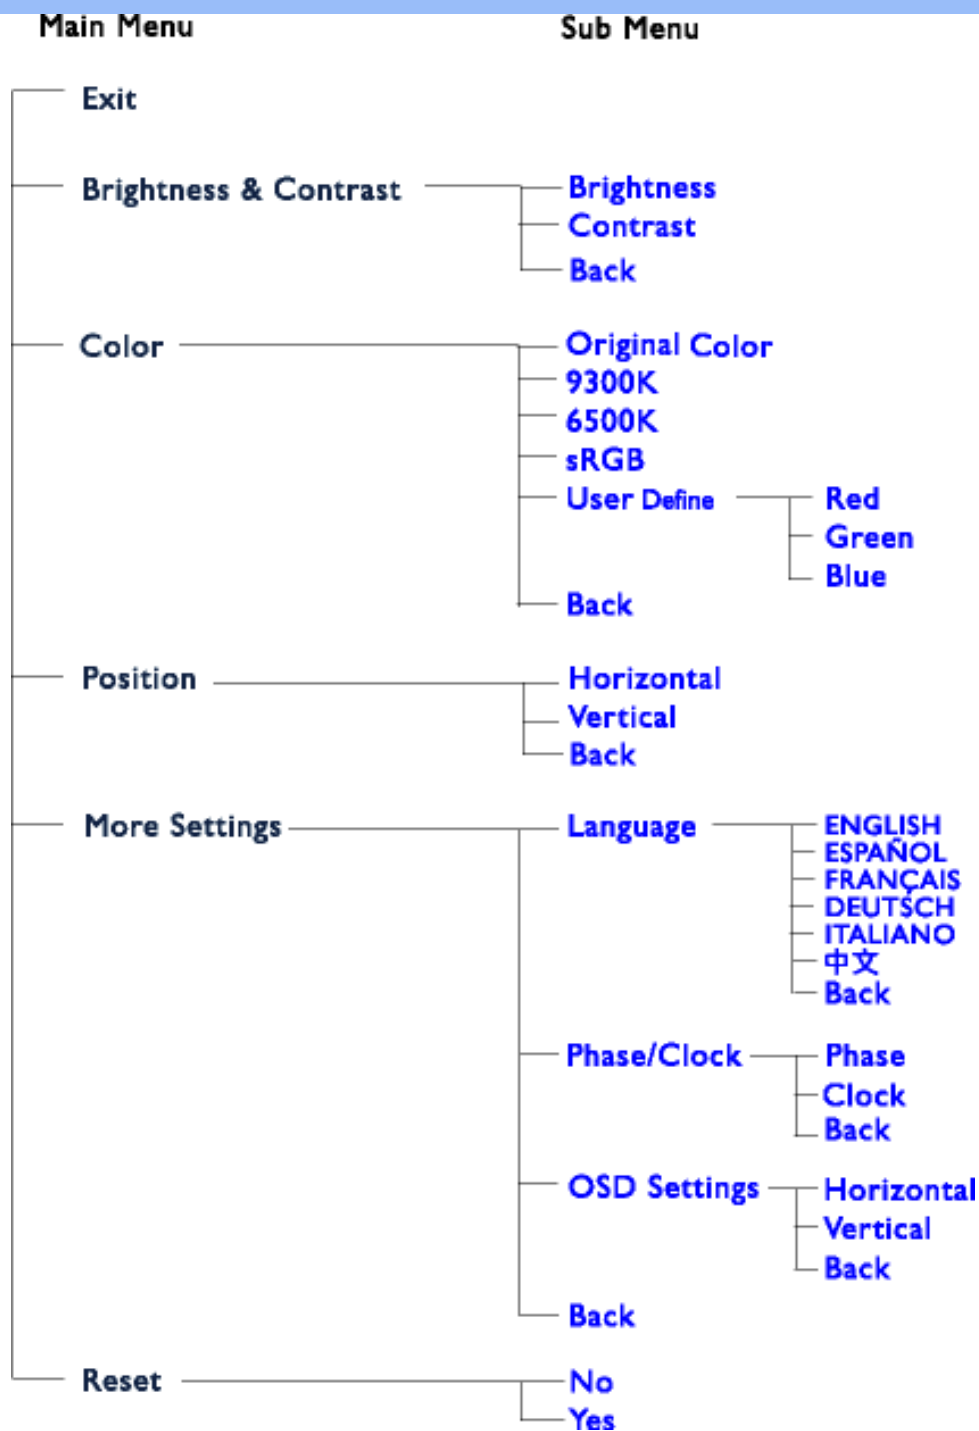 Main Menu
Sub Menu
Exit
Brightness & Contrast
Brightness
Contrast
Back
Color
Original Color
9300K
6500K
sRGB
User Define
Red
Green
Blue
Back
Position
Horizontal
Vertical
Back
More Settings
Language
ENGLISH
ESPAÑOL
FRANÇAIS
DEUTSCH
ITALIANO
中文
Back
Phase/Clock
Phase
Clock
Back
OSD Settings
Horizontal
Vertical
Back
Back
Reset
No
Yes